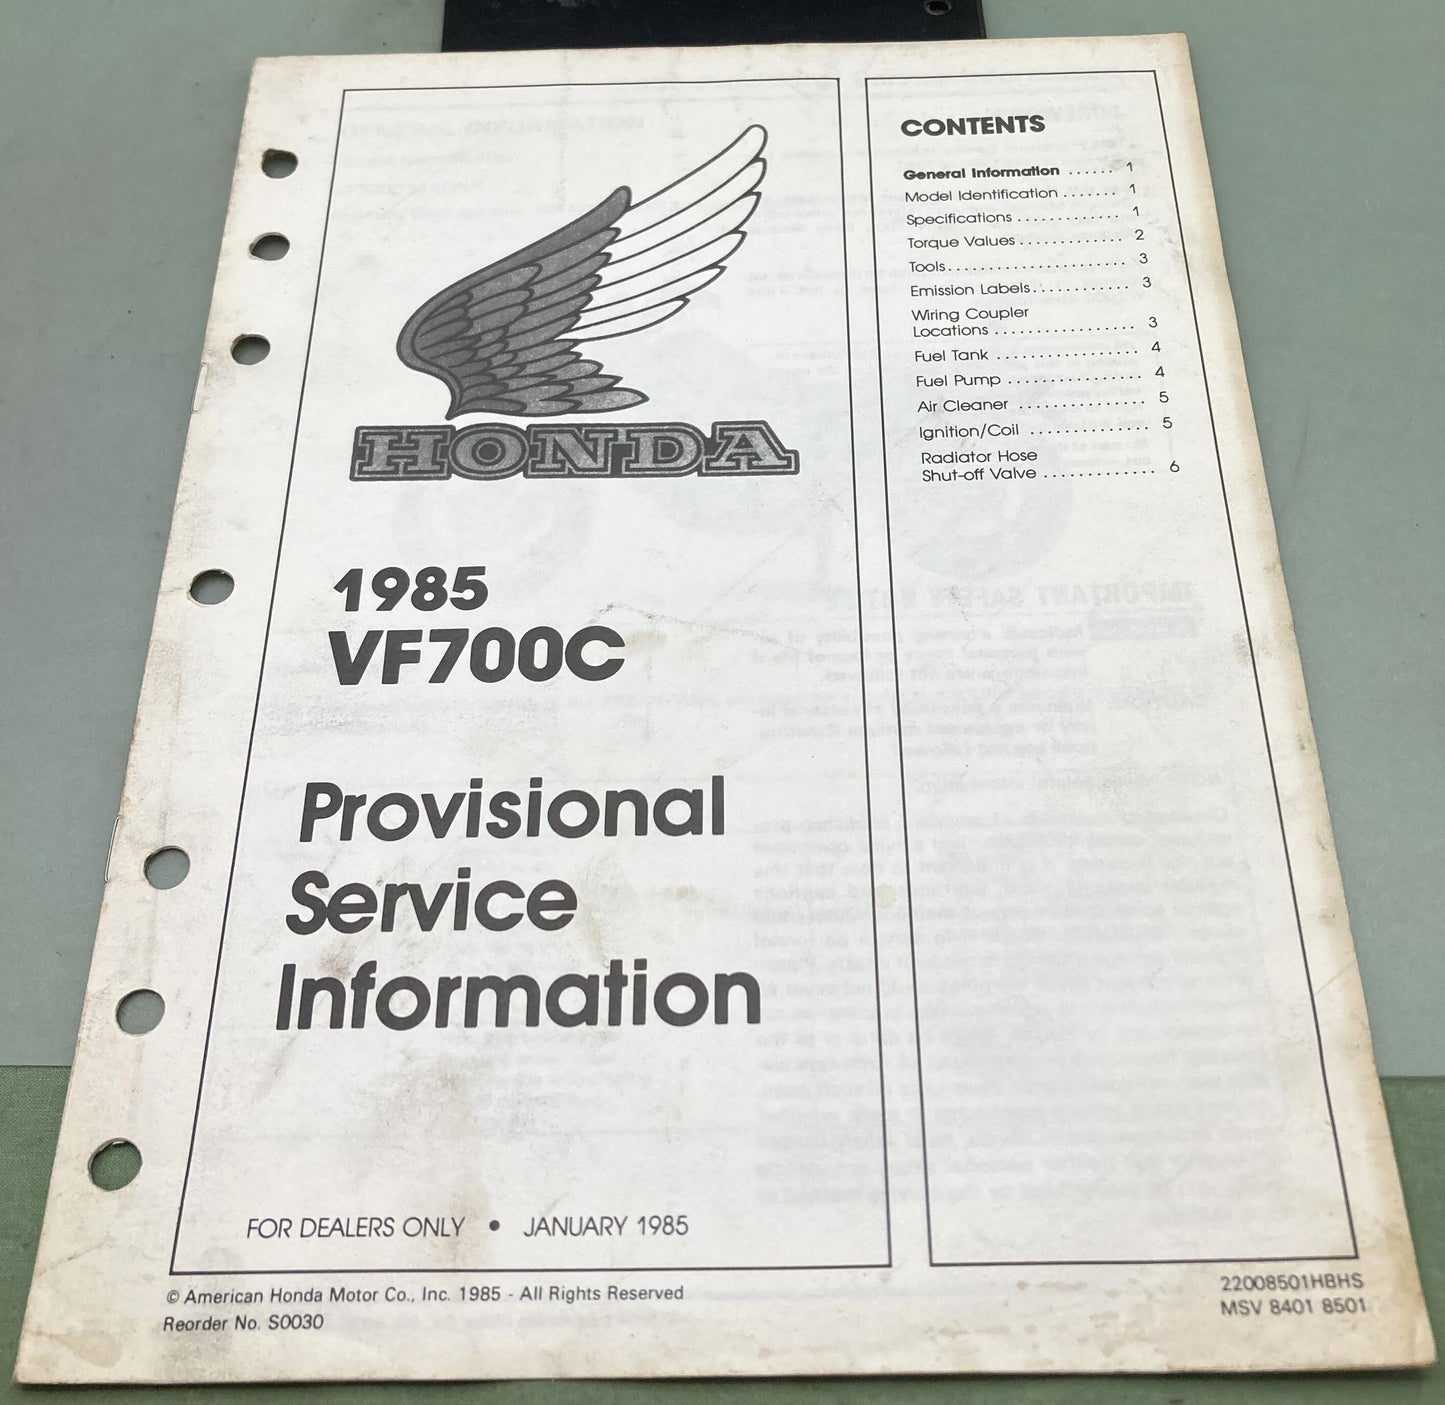 HONDA
1985
VF700C
Provisional
Service
Information
FOR DEALERS ONLY • JANUARY 1985
© American Honda Motor Co., Inc. 1985 - All Rights Reserved
Reorder No. S0030
CONTENTS
General Information ...... 1
Model Identification ....... 1
Specifications ............. 1
Torque Values ............. 2
Tools ...................... 3
Emission Labels ............ 3
Wiring Coupler
Locations ................. 3
Fuel Tank ................. 4
Fuel Pump ................ 4
Air Cleaner ................ 5
Ignition/Coil .............. 5
Radiator Hose
Shut-off Valve ............. 6
22008501HBHS
MSV 8401 8501